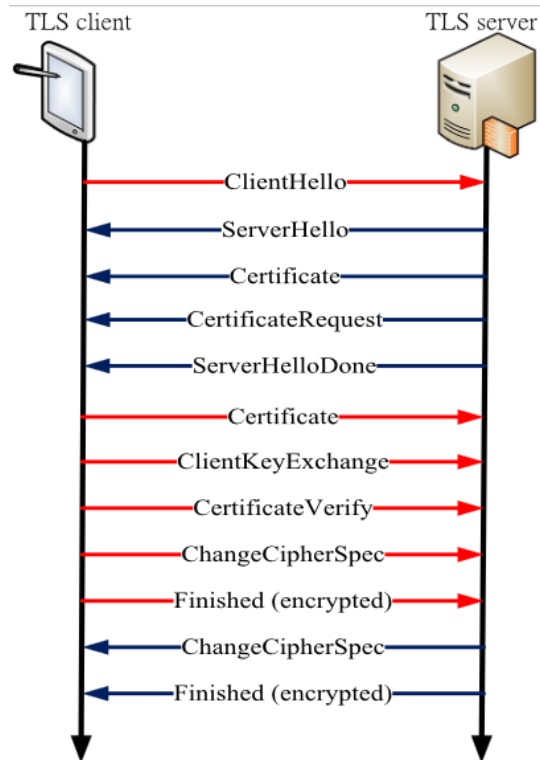 TLS client
TLS server
ClientHello
ServerHello
Certificate
CertificateRequest
ServerHelloDone
Certificate
ClientKeyExchange
CertificateVerify
ChangeCipherSpec
Finished (encrypted)
ChangeCipherSpec
Finished (encrypted)